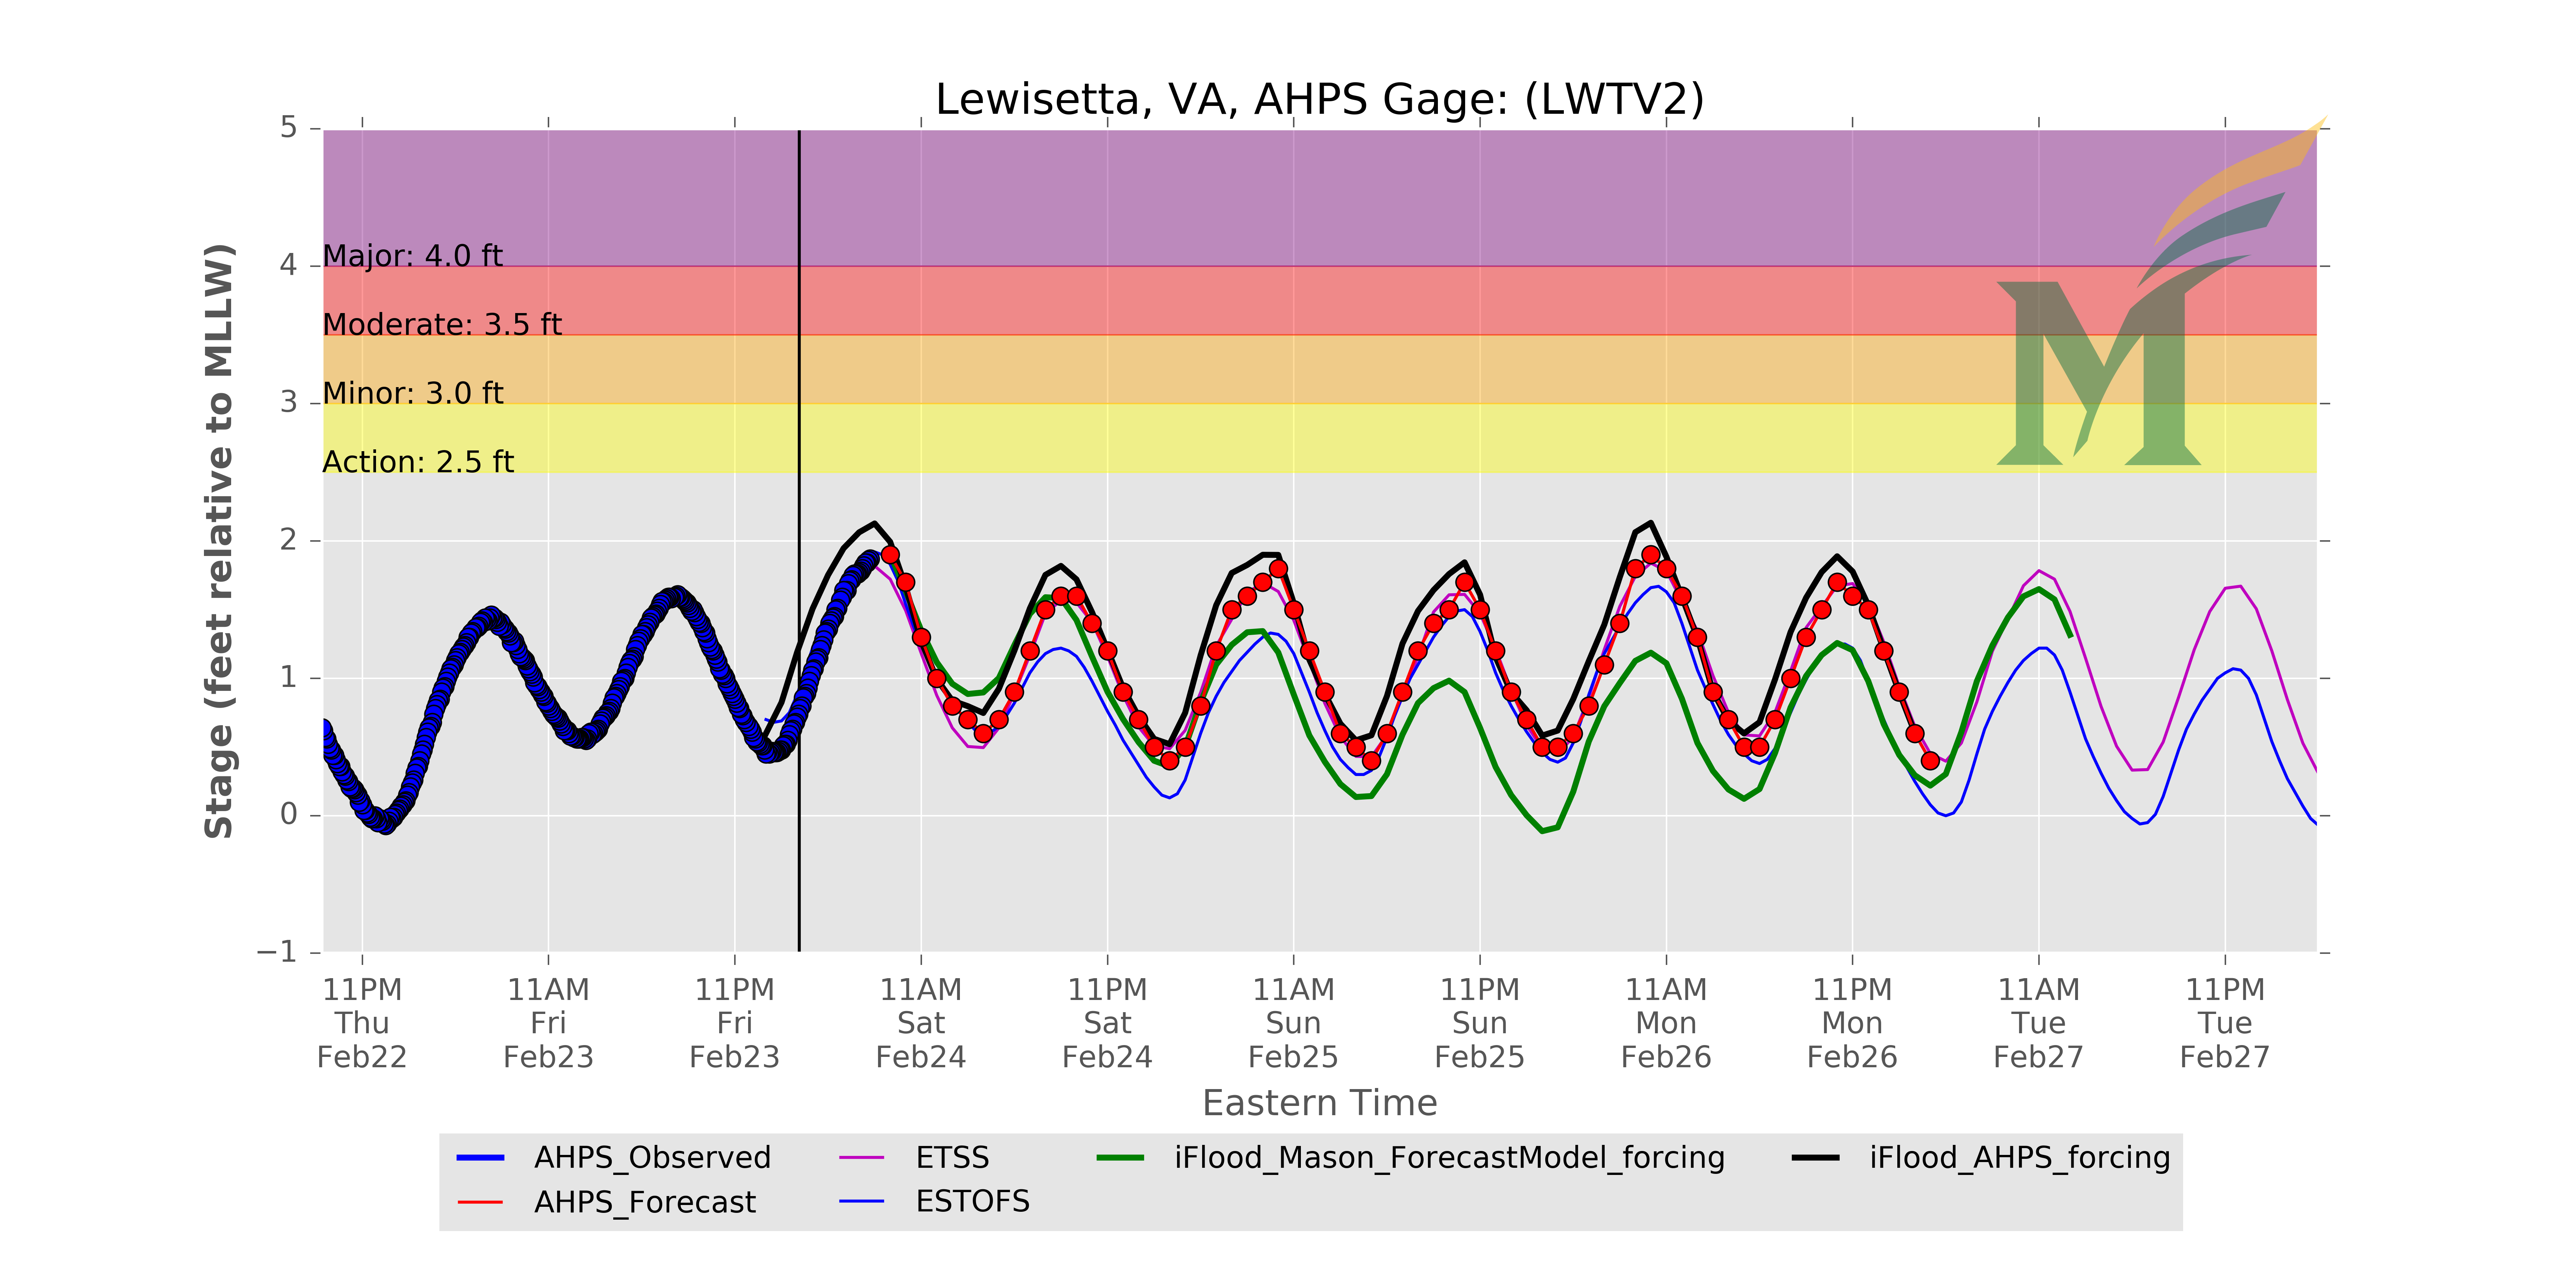 Lewisetta, VA, AHPS Gage: (LWTV2)
Stage (feet relative to MLLW)
5
4
3
2
1
0
−1
Major: 4.0 ft
Moderate: 3.5 ft
Minor: 3.0 ft
Action: 2.5 ft
M
11PM 11AM 11PM 11AM 11PM 11AM 11PM 11AM 11PM 11AM 11PM
Thu Fri Fri Sat Sat Sun Sun Mon Mon Tue Tue
Feb22 Feb23 Feb23 Feb24 Feb24 Feb25 Feb25 Feb26 Feb26 Feb27 Feb27
Eastern Time
AHPS_Observed ETSS iFlood_Mason_ForecastModel_forcing iFlood_AHPS_forcing
AHPS_Forecast ESTOFS